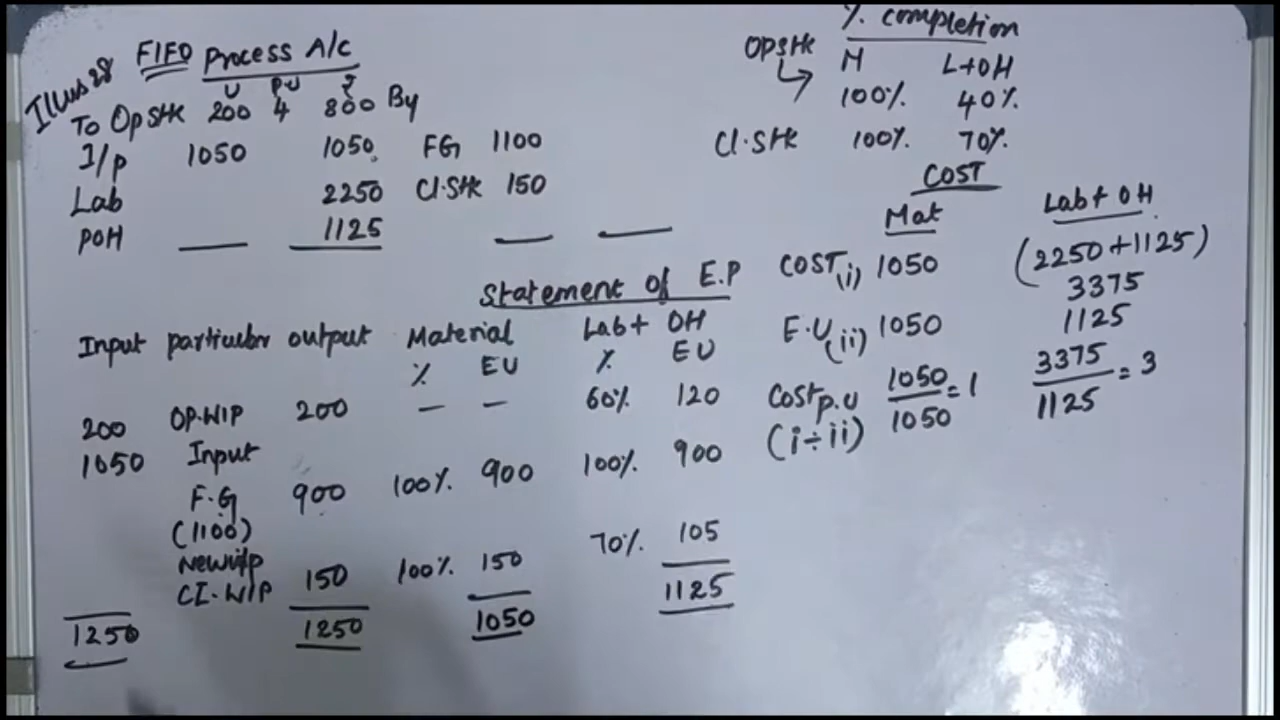 Illus 28
FIFO Process A/c
U P.U ₹
To Op Stk 200 4 800 By
I/p 1050 1050 FG 1100
Lab 2250 Cl.Stk 150
POH 1125
% completion
OpStk M L+OH
100% 40%
Cl.Stk 100% 70%
COST
Mat Lab+OH
COST (i) 1050 (2250+1125)
3375
E.U (ii) 1050 1125
Cost p.u 1050/1050 = 1 3375/1125 = 3
(i÷ii)
Statement of E.P
Input particular output Material Lab+ OH
% EU % EU
200 OP.WIP 200 — — 60% 120
1050 Input
F.G 900 100% 900 100% 900
(1100)
New i/p
CI.WIP 150 100% 150 70% 105
1250 1250 1050 1125